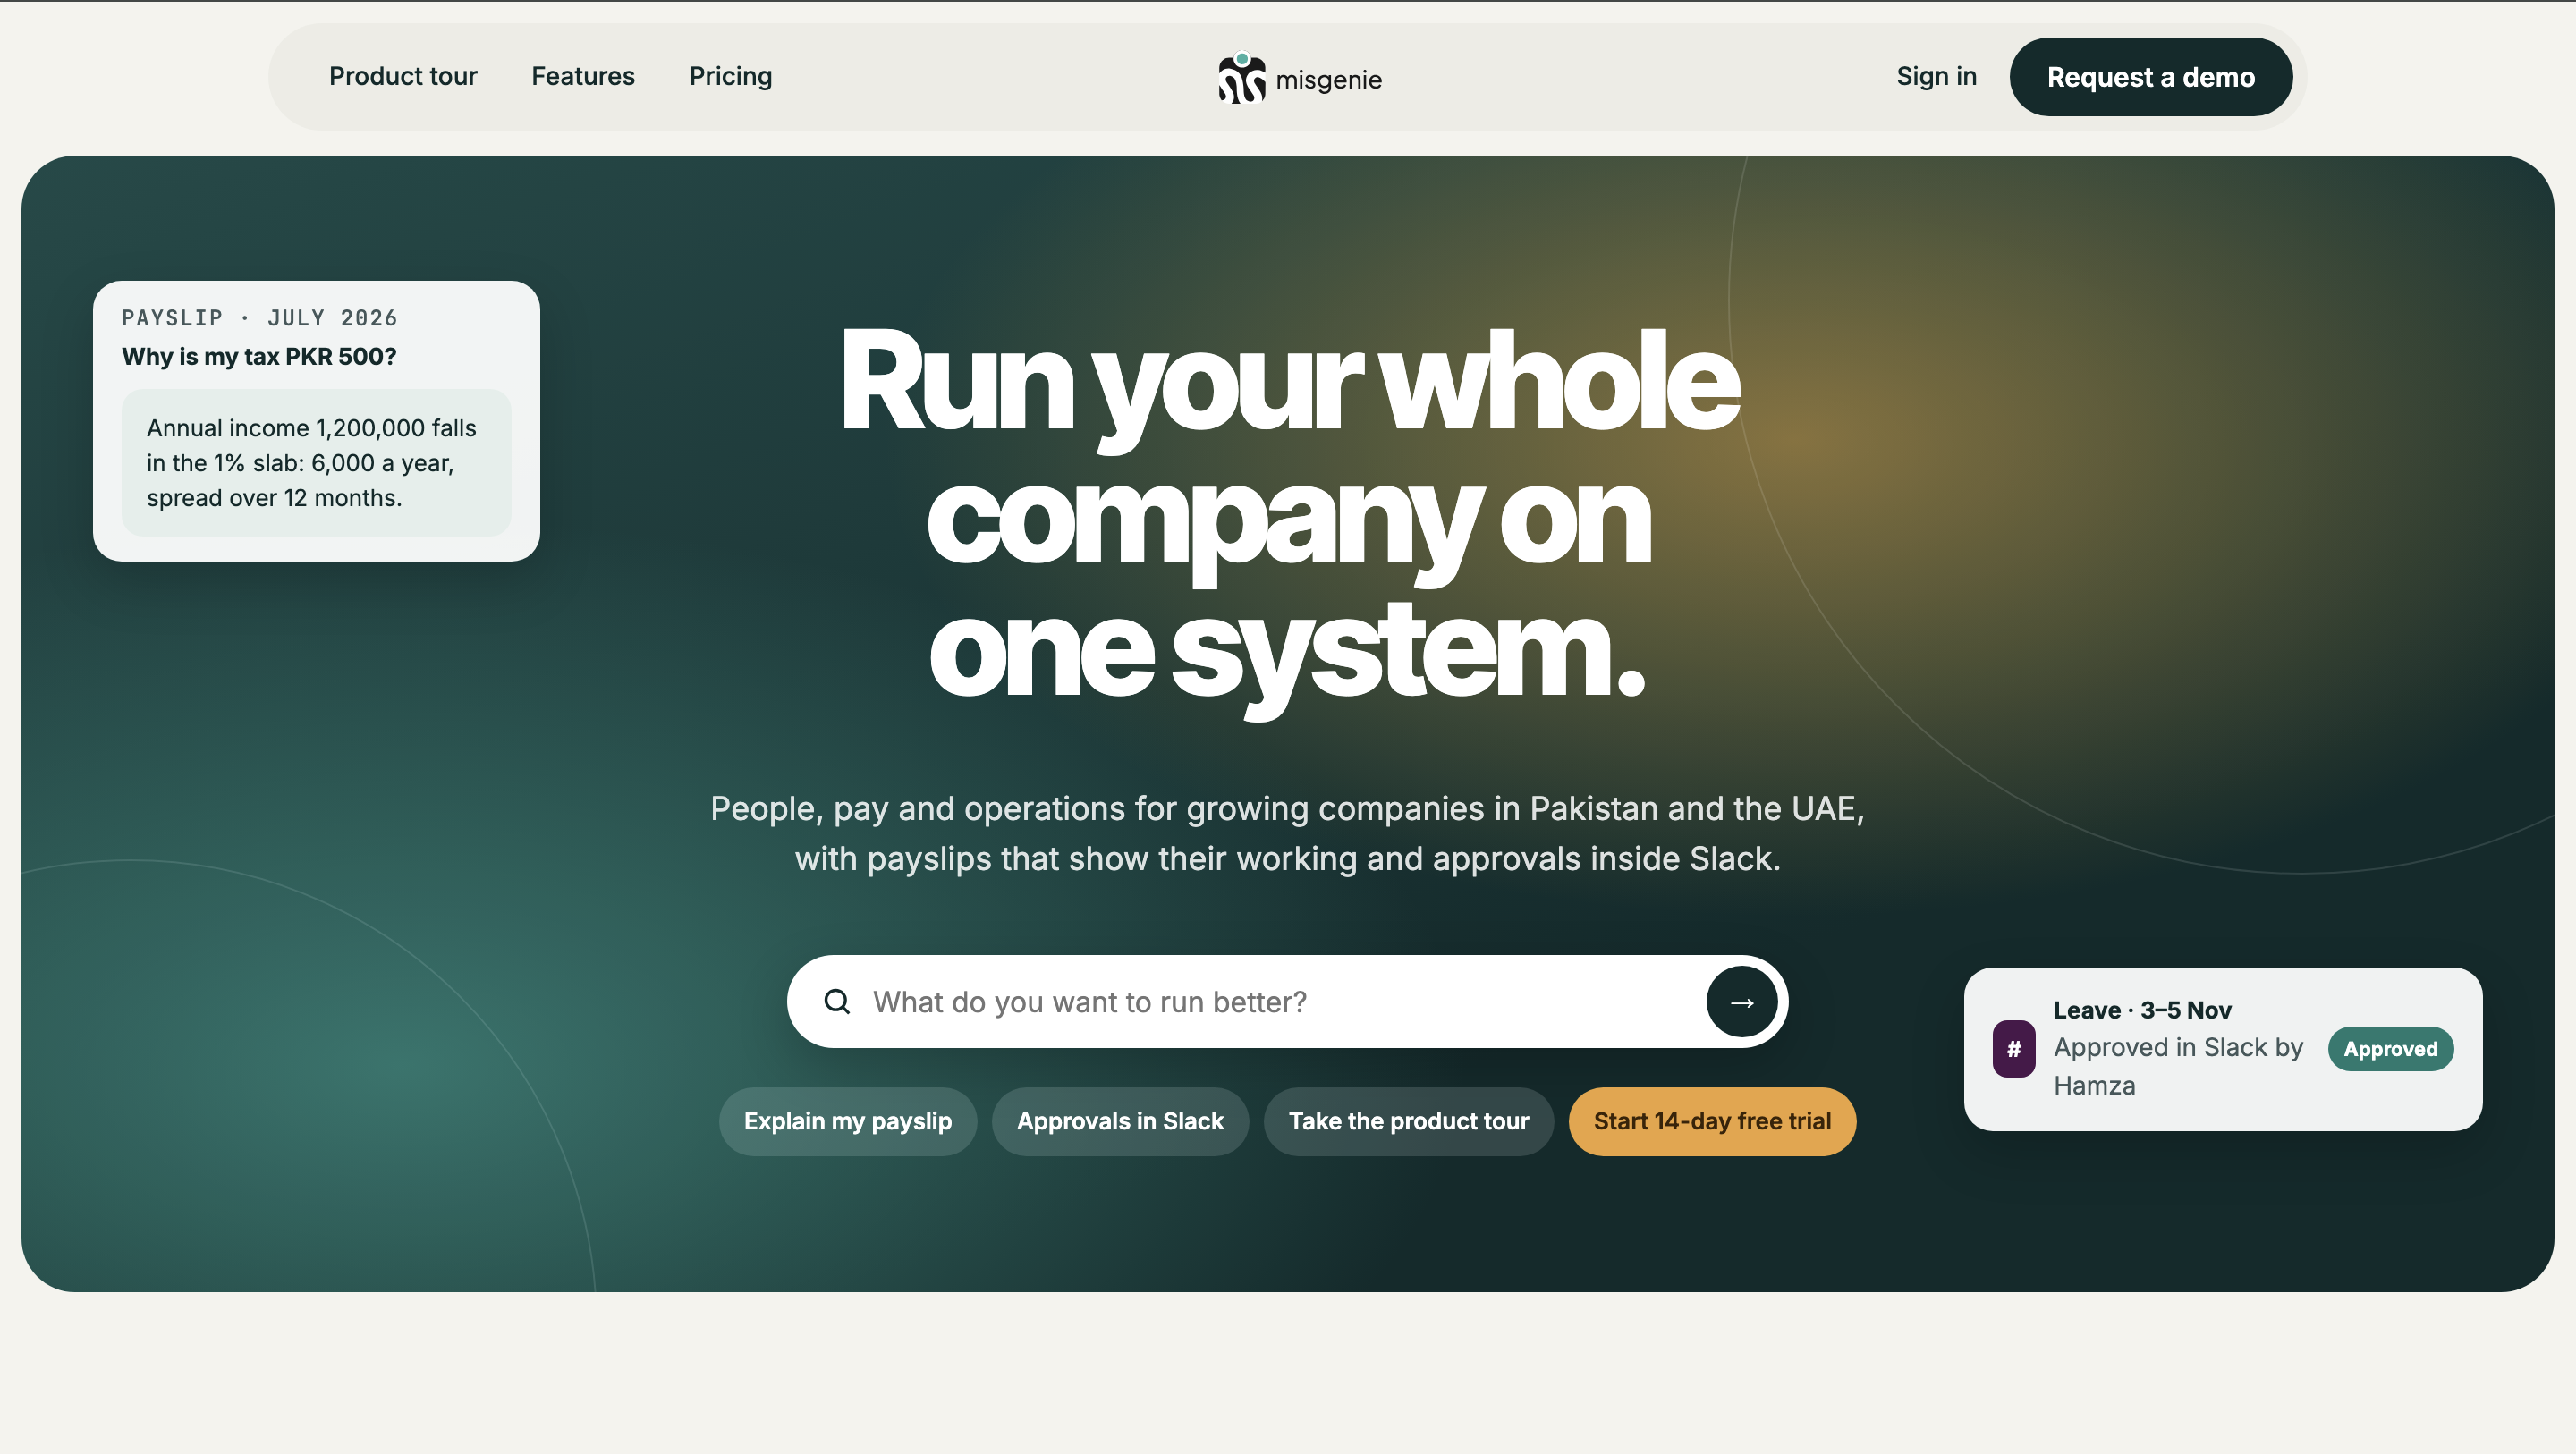 Product tour
Features
Pricing
misgenie
Sign in
Request a demo
PAYSLIP · JULY 2026
Why is my tax PKR 500?
Annual income 1,200,000 falls
in the 1% slab: 6,000 a year,
spread over 12 months.
Run your whole
company on
one system.
People, pay and operations for growing companies in Pakistan and the UAE,
with payslips that show their working and approvals inside Slack.
What do you want to run better?
→
Explain my payslip
Approvals in Slack
Take the product tour
Start 14-day free trial
#
Leave · 3–5 Nov
Approved in Slack by
Hamza
Approved